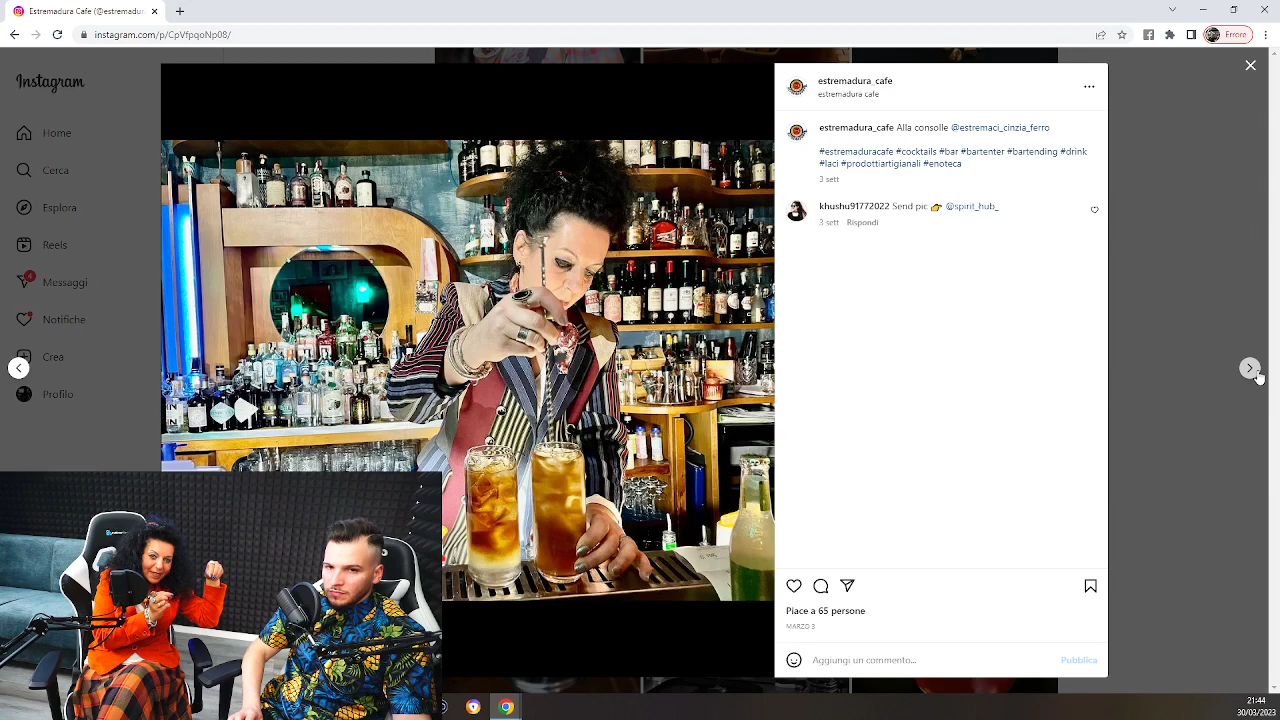 Estremadura Cafe @estremadu
instagram.com/p/CpVfpqoNp08/
Errore
Instagram
Home
Cerca
Esplora
Reels
4
Messaggi
Notifiche
Crea
Profilo
estremadura_cafe
estremadura cafe
estremadura_cafe Alla consolle @estremaci_cinzia_ferro
#estremaduracafe #cocktails #bar #bartenter #bartending #drink
#laci #prodottiartigianali #enoteca
3 sett
khushu91772022 Send pic 👉 @spirit_hub_
3 sett Rispondi
Piace a 65 persone
MARZO 3
Aggiungi un commento...
Pubblica
21:44
30/03/2023